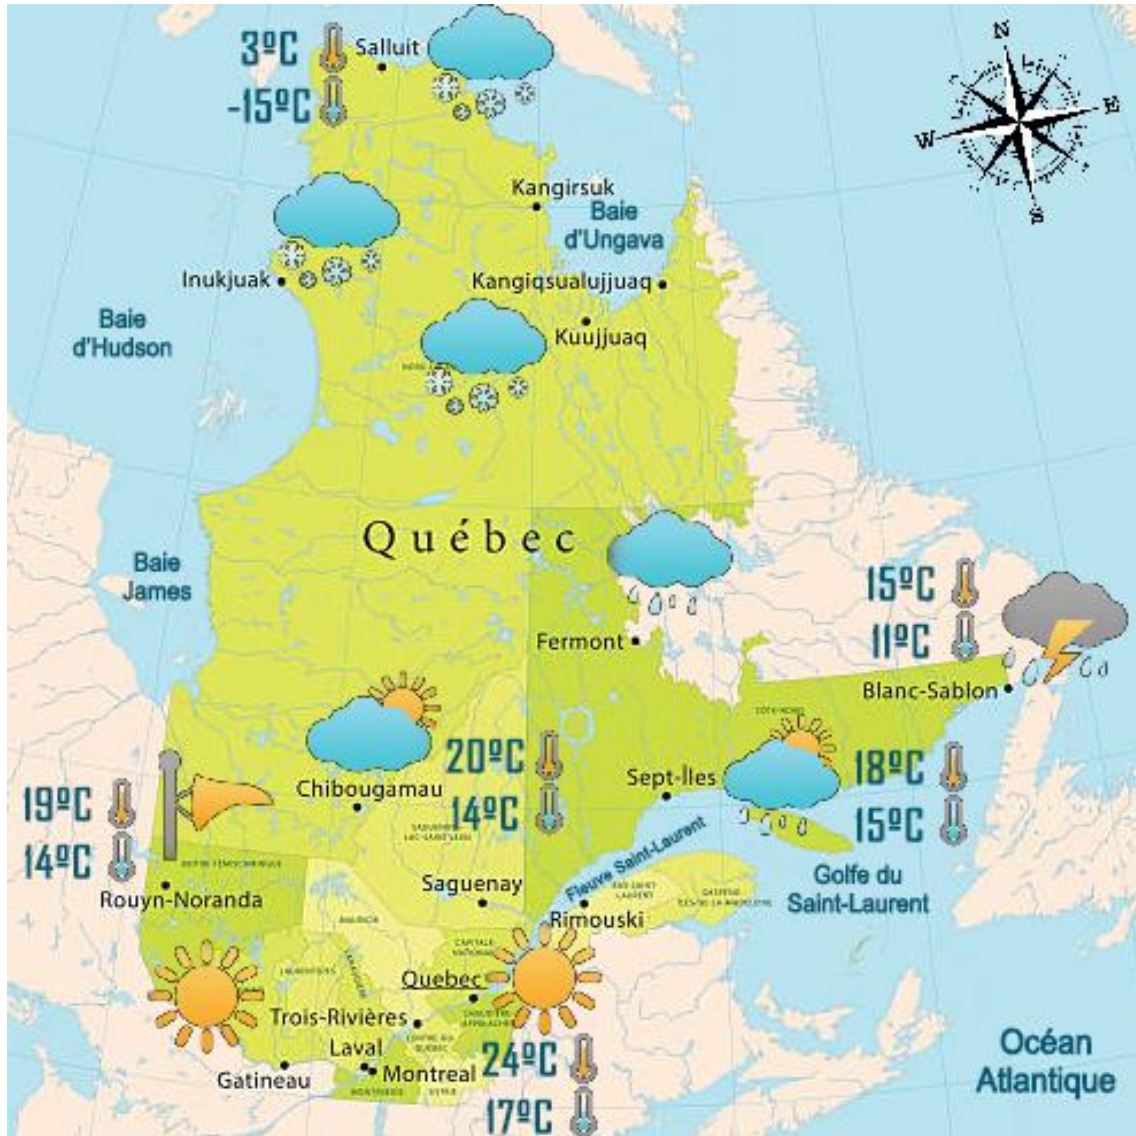 3ºC
Salluit
-15ºC
N
E
W
S
Kangirsuk
Baie
d'Ungava
Inukjuak
Kangiqsualujjuaq
Kuujjuaq
Baie
d'Hudson
Québec
Baie
James
Fermont
15ºC
11ºC
Blanc-Sablon
CÔTE-NORD
20ºC
14ºC
Sept-Îles
18ºC
15ºC
19ºC
14ºC
Chibougamau
Rouyn-Noranda
Saguenay
Fleuve Saint-Laurent
Rimouski
Golfe du
Saint-Laurent
Quebec
Trois-Rivières
Laval
Montreal
Gatineau
24ºC
17ºC
Océan
Atlantique